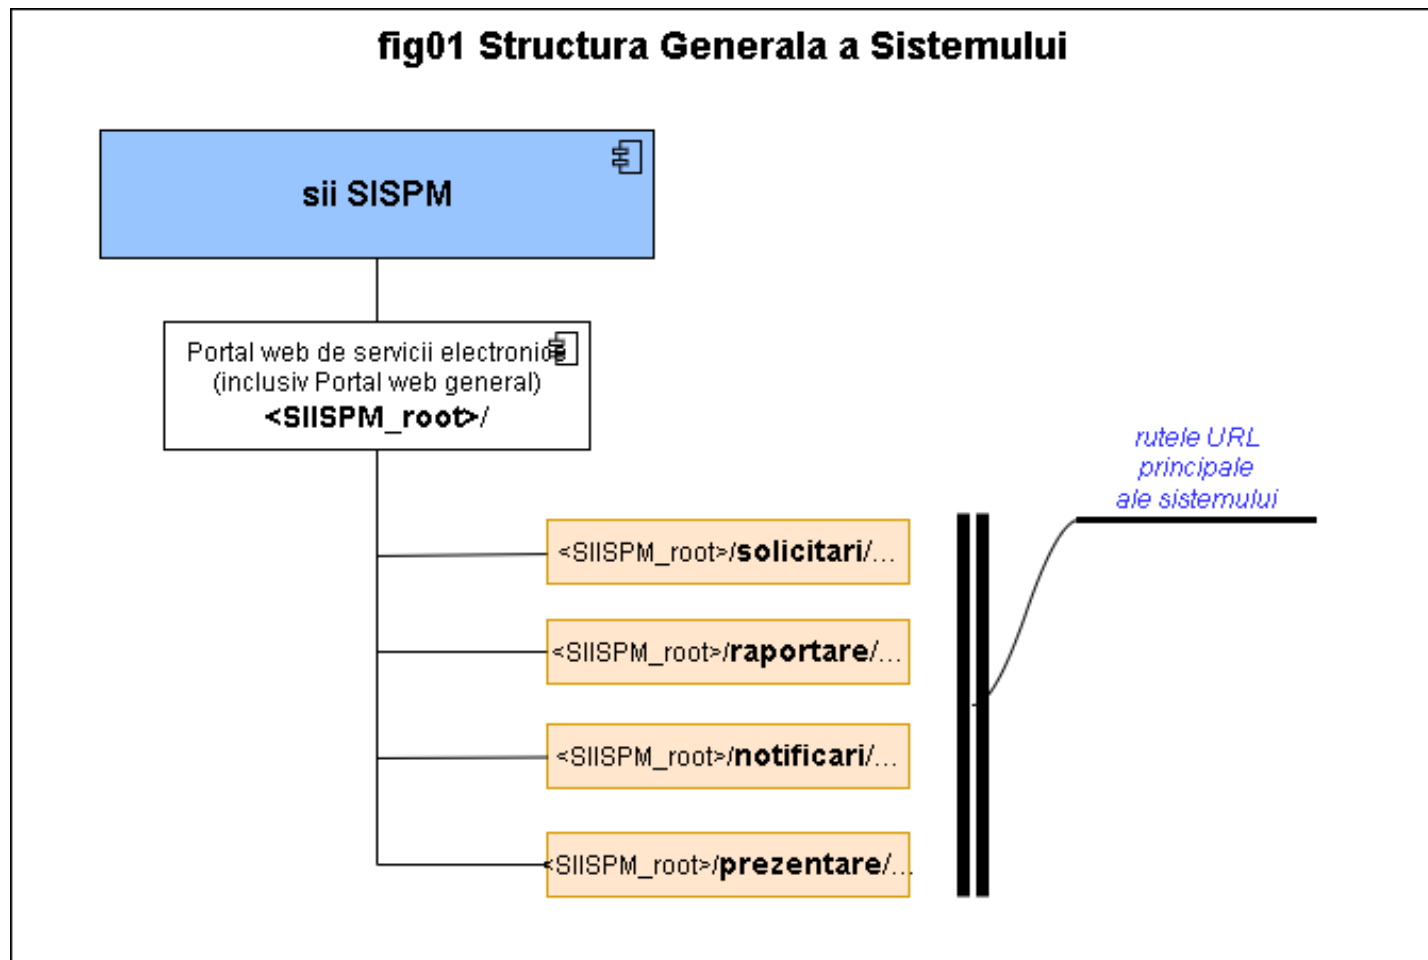 fig01 Structura Generala a Sistemului
sii SISPM
Portal web de servicii electronice
(inclusiv Portal web general)
<SIISPM_root>/
rutele URL
principale
ale sistemului
<SIISPM_root>/solicitari/...
<SIISPM_root>/raportare/...
<SIISPM_root>/notificari/...
<SIISPM_root>/prezentare/...